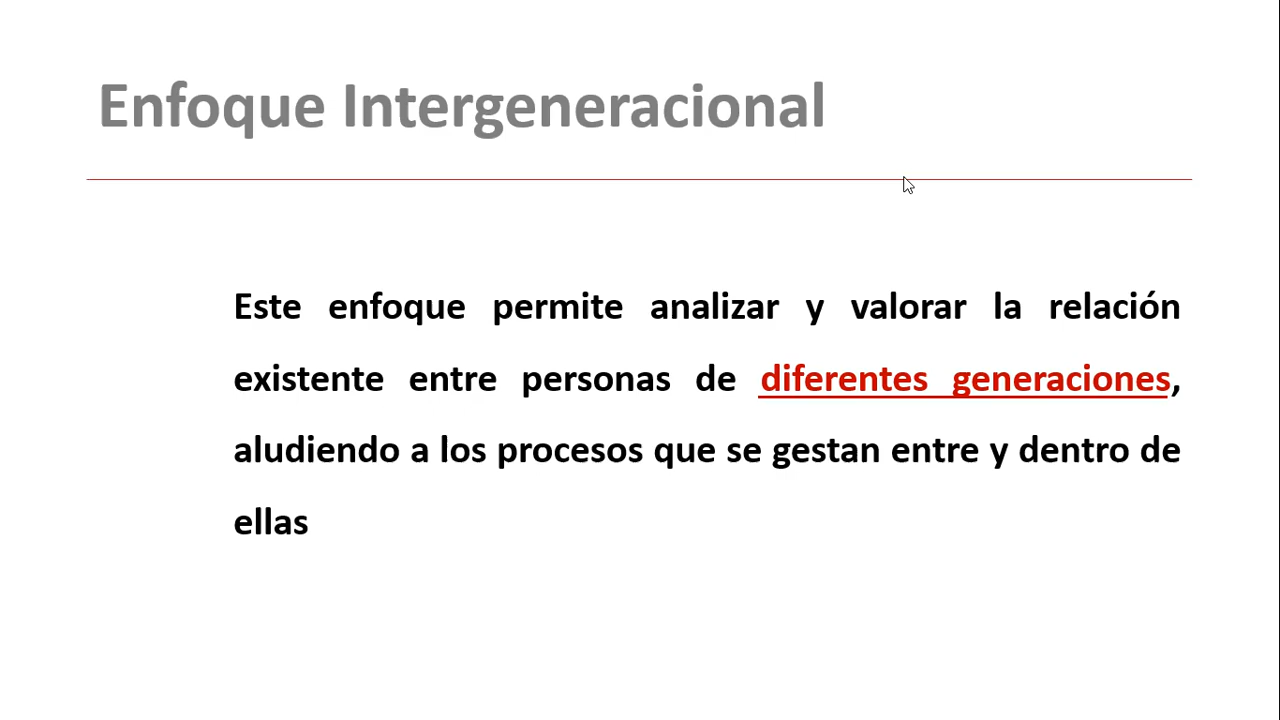 Enfoque Intergeneracional
Este enfoque permite analizar y valorar la relación
existente entre personas de diferentes generaciones,
aludiendo a los procesos que se gestan entre y dentro de
ellas